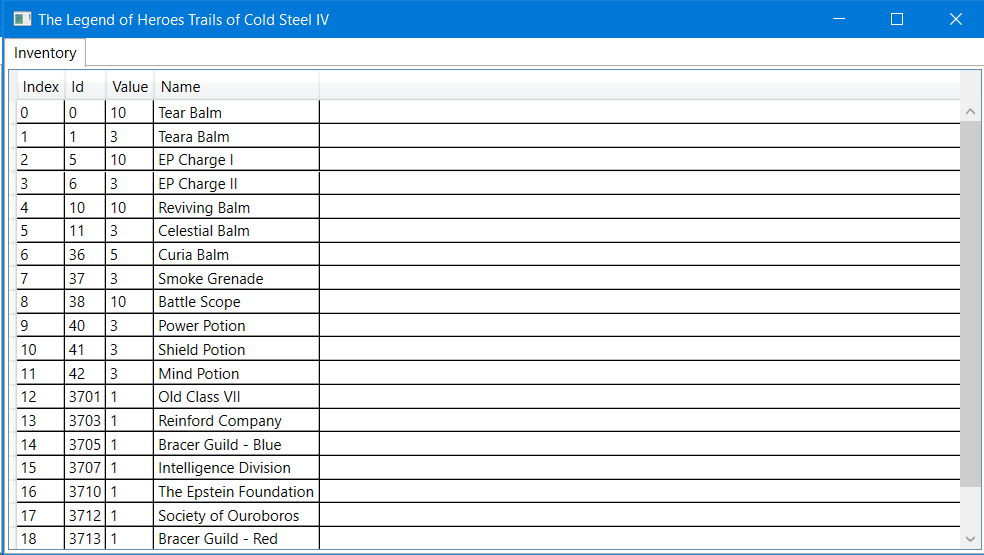 The Legend of Heroes Trails of Cold Steel IV
Inventory
Index Id Value Name
0 0 10 Tear Balm
1 1 3 Teara Balm
2 5 10 EP Charge I
3 6 3 EP Charge II
4 10 10 Reviving Balm
5 11 3 Celestial Balm
6 36 5 Curia Balm
7 37 3 Smoke Grenade
8 38 10 Battle Scope
9 40 3 Power Potion
10 41 3 Shield Potion
11 42 3 Mind Potion
12 3701 1 Old Class VII
13 3703 1 Reinford Company
14 3705 1 Bracer Guild - Blue
15 3707 1 Intelligence Division
16 3710 1 The Epstein Foundation
17 3712 1 Society of Ouroboros
18 3713 1 Bracer Guild - Red